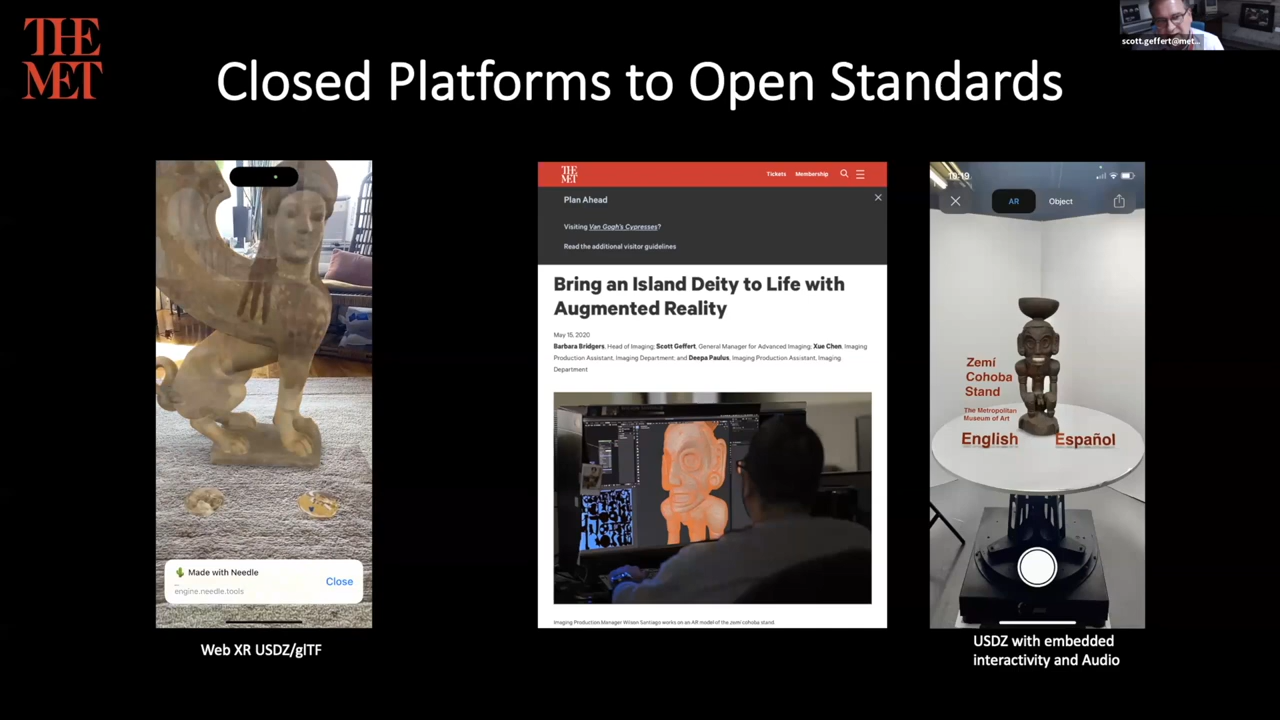 THE
MET
scott.geffert@met...
Closed Platforms to Open Standards
Made with Needle
..
engine.needle.tools
Close
Web XR USDZ/glTF
THE
MET
Tickets
Membership
Plan Ahead
Visiting Van Gogh's Cypresses?
Read the additional visitor guidelines
Bring an Island Deity to Life with
Augmented Reality
May 15, 2020
Barbara Bridgers, Head of Imaging; Scott Geffert, General Manager for Advanced Imaging; Xue Chen, Imaging
Production Assistant, Imaging Department; and Deepa Paulus, Imaging Production Assistant, Imaging
Department
Imaging Production Manager Wilson Santiago works on an AR model of the zemí cohoba stand.
19:19
AR
Object
Zemí
Cohoba
Stand
The Metropolitan
Museum of Art
English
Español
USDZ with embedded
interactivity and Audio